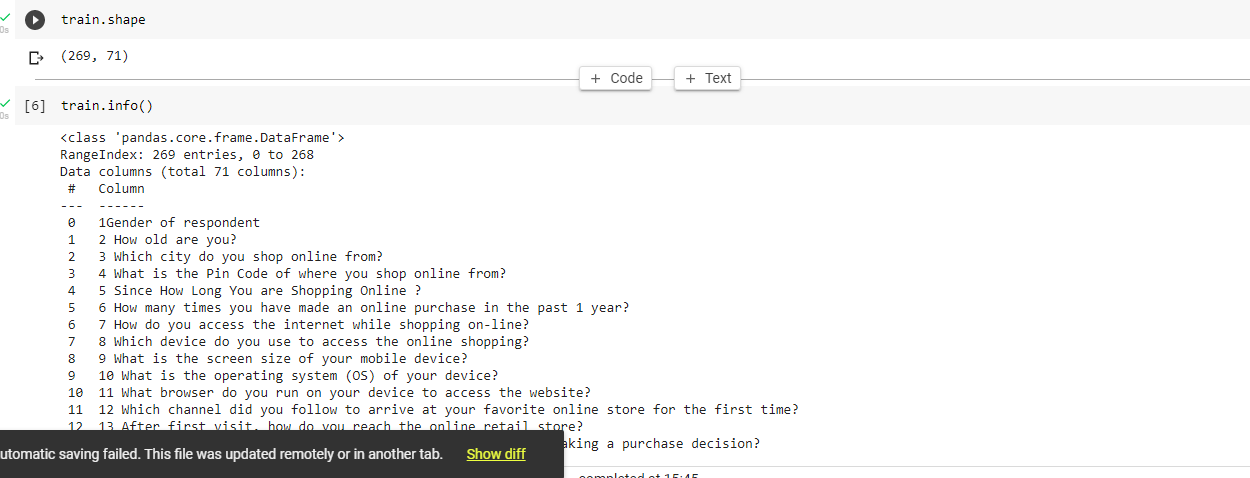 train.shape
0s
(269, 71)
+ Code + Text
[6] train.info()
0s
<class 'pandas.core.frame.DataFrame'>
RangeIndex: 269 entries, 0 to 268
Data columns (total 71 columns):
# Column
--- ------
0 1Gender of respondent
1 2 How old are you?
2 3 Which city do you shop online from?
3 4 What is the Pin Code of where you shop online from?
4 5 Since How Long You are Shopping Online ?
5 6 How many times you have made an online purchase in the past 1 year?
6 7 How do you access the internet while shopping on-line?
7 8 Which device do you use to access the online shopping?
8 9 What is the screen size of your mobile device?
9 10 What is the operating system (OS) of your device?
10 11 What browser do you run on your device to access the website?
11 12 Which channel did you follow to arrive at your favorite online store for the first time?
12 13 After first visit, how do you reach the online retail store?
aking a purchase decision?
utomatic saving failed. This file was updated remotely or in another tab. Show diff
completed at 15:45